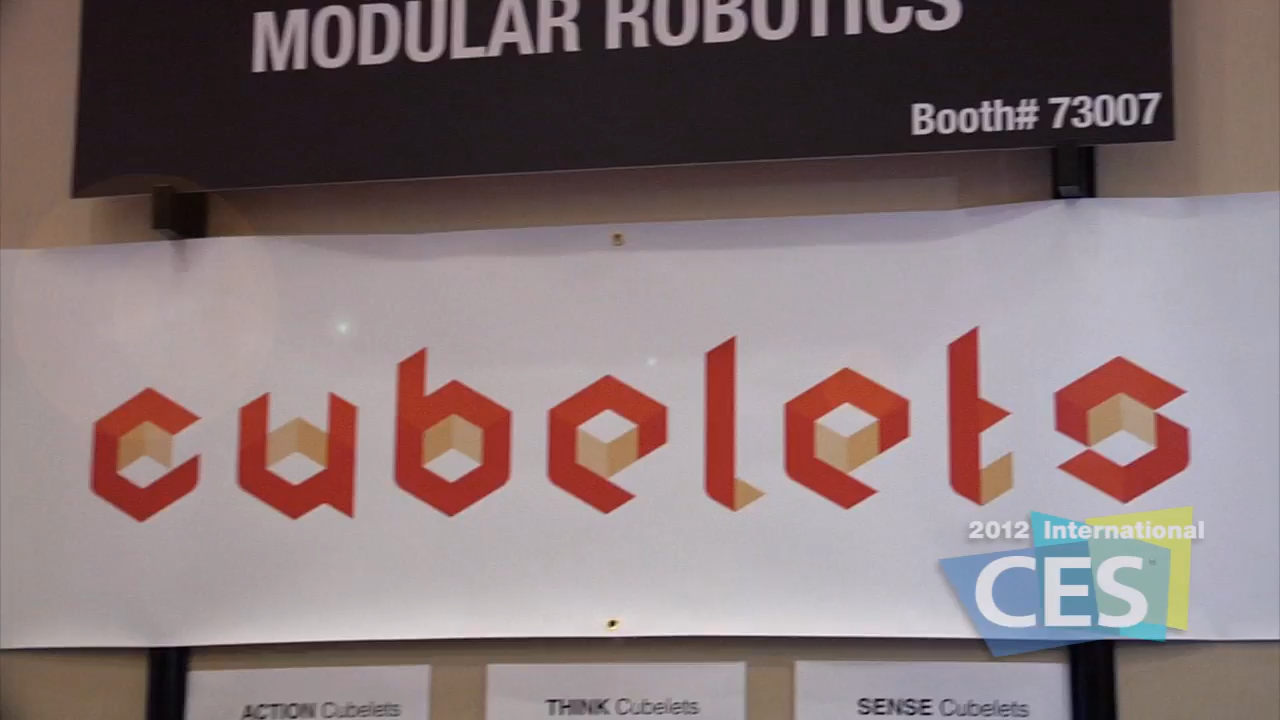 MODULAR ROBOTICS
Booth# 73007
cubelets
2012 International
CES
ACTION Cubelets
THINK Cubelets
SENSE Cubelets